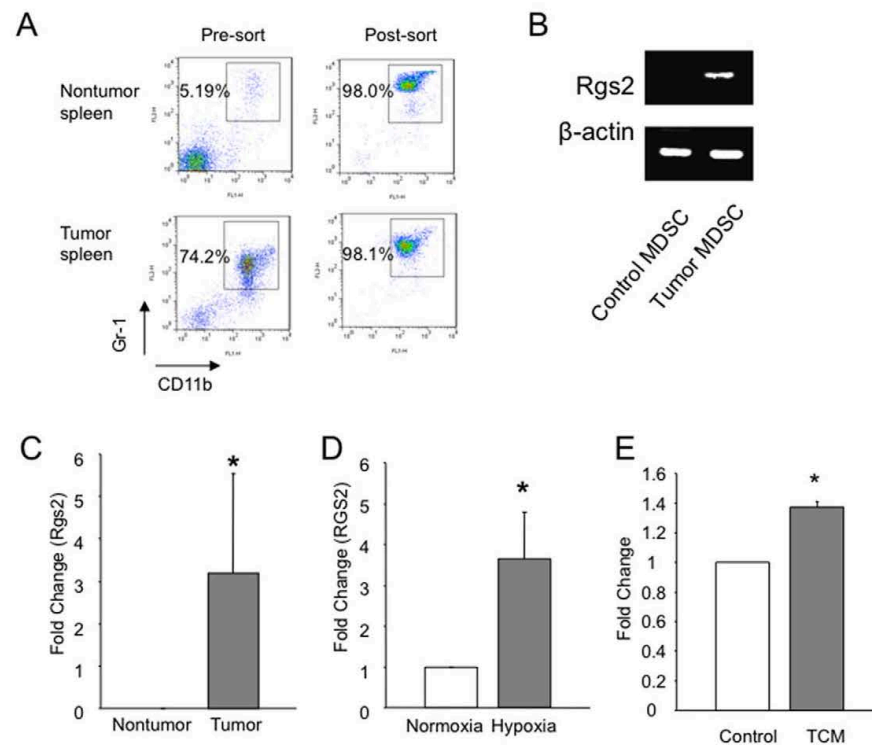 A
Pre-sort
Post-sort
Nontumor
spleen
5.19%
98.0%
Tumor
spleen
74.2%
98.1%
Gr-1
CD11b
FL2-H
FL1-H
B
Rgs2
β-actin
Control MDSC
Tumor MDSC
C
Fold Change (Rgs2)
6
5
4
3
2
1
0
*
Nontumor Tumor
D
Fold Change (RGS2)
6
5
4
3
2
1
0
*
Normoxia Hypoxia
E
Fold Change
1.6
1.4
1.2
1
0.8
0.6
0.4
0.2
0
*
Control TCM